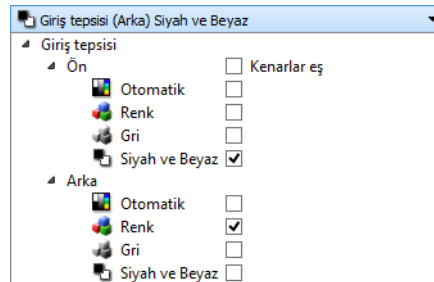 Giriş tepsisi (Arka) Siyah ve Beyaz
Giriş tepsisi
Ön Kenarlar eş
Otomatik
Renk
Gri
Siyah ve Beyaz
Arka
Otomatik
Renk
Gri
Siyah ve Beyaz